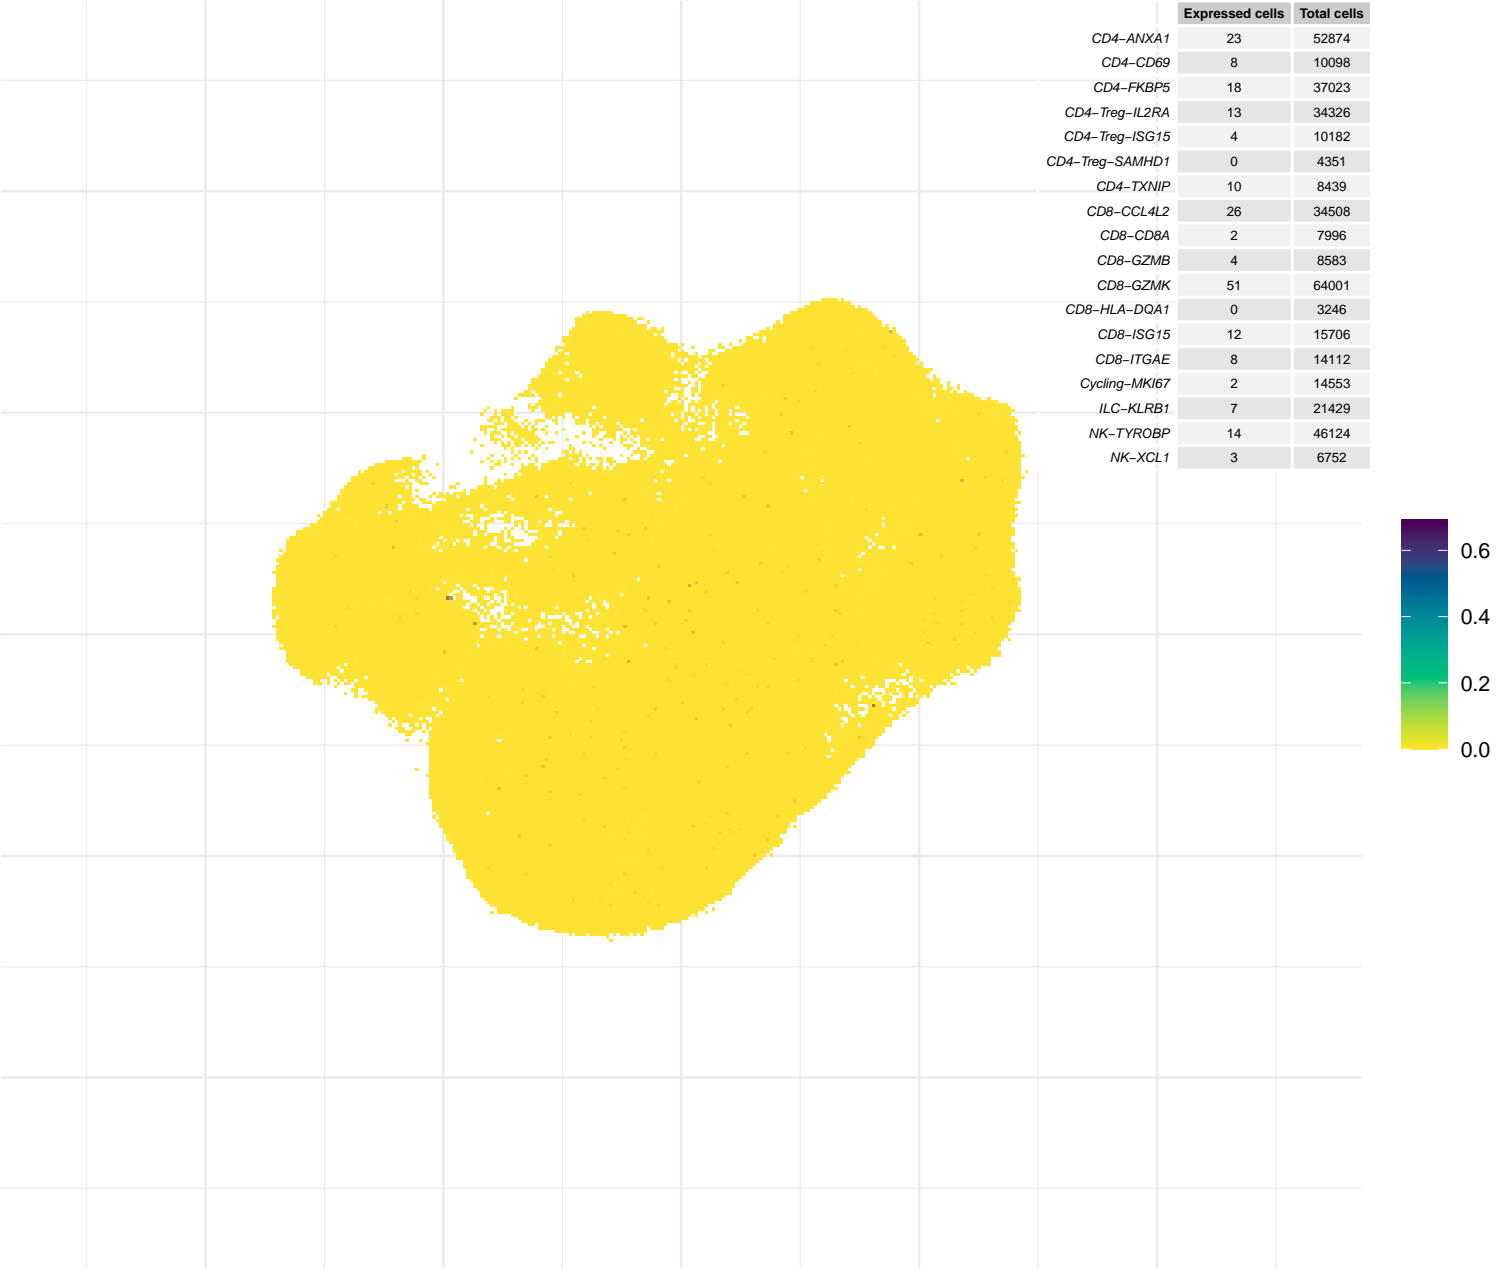 Expressed cells Total cells
CD4−ANXA1 23 52874
CD4−CD69 8 10098
CD4−FKBP5 18 37023
CD4−Treg−IL2RA 13 34326
CD4−Treg−ISG15 4 10182
CD4−Treg−SAMHD1 0 4351
CD4−TXNIP 10 8439
CD8−CCL4L2 26 34508
CD8−CD8A 2 7996
CD8−GZMB 4 8583
CD8−GZMK 51 64001
CD8−HLA−DQA1 0 3246
CD8−ISG15 12 15706
CD8−ITGAE 8 14112
Cycling−MKI67 2 14553
ILC−KLRB1 7 21429
NK−TYROBP 14 46124
NK−XCL1 3 6752
0.6
0.4
0.2
0.0